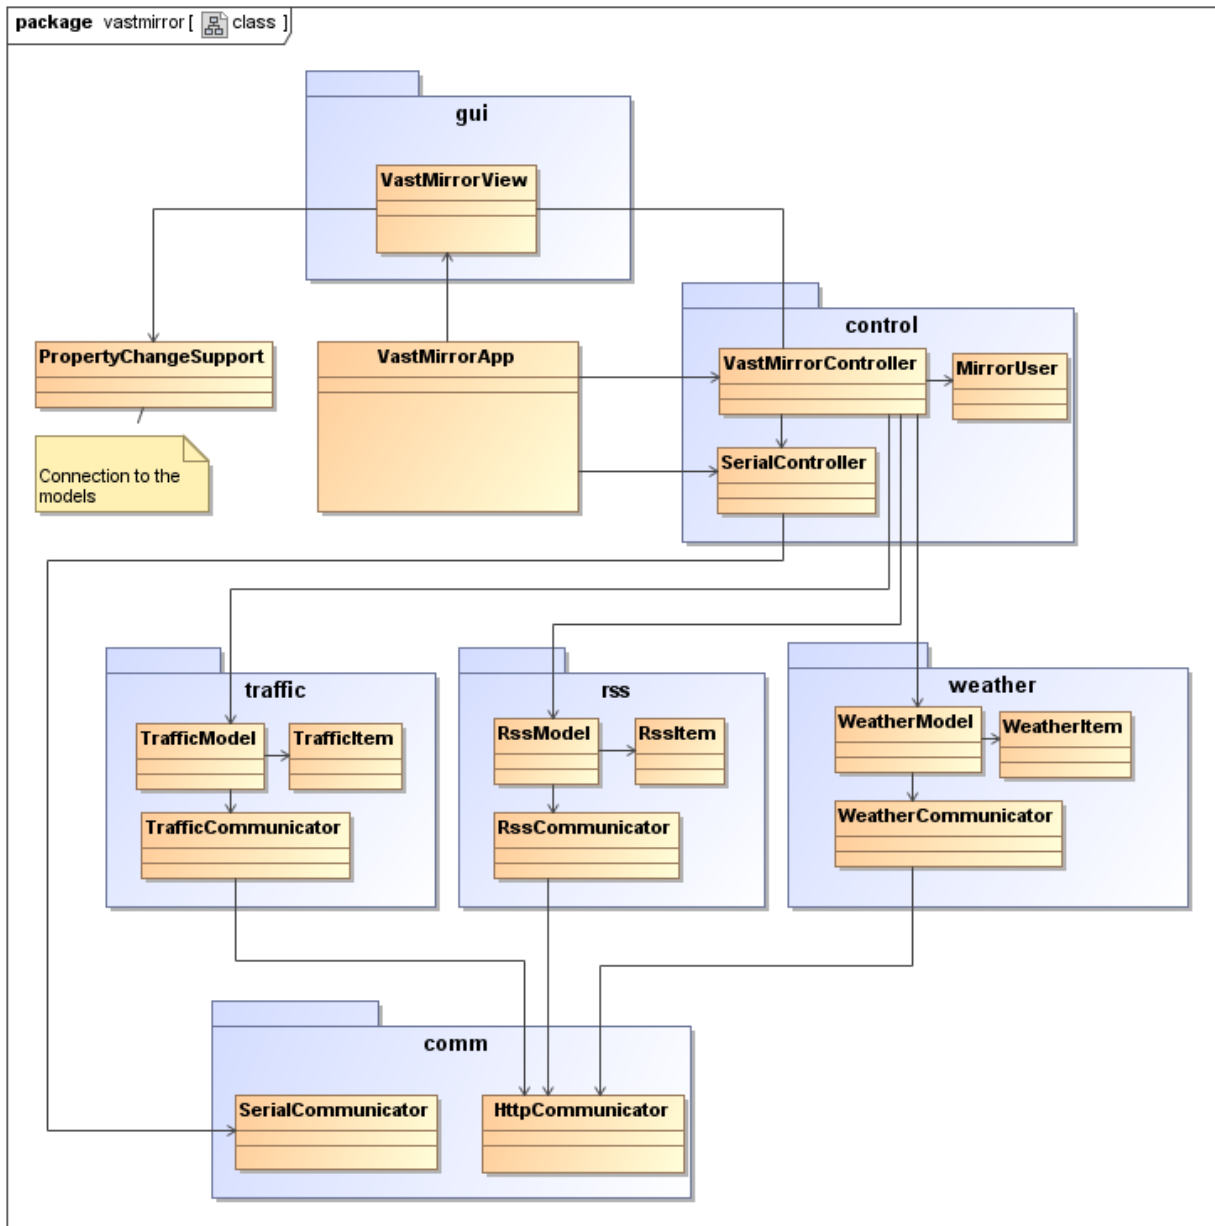 package vastmirror [ class ]
gui
VastMirrorView
control
PropertyChangeSupport
VastMirrorApp
VastMirrorController
MirrorUser
Connection to the
models
SerialController
traffic
rss
weather
TrafficModel
TrafficItem
RssModel
RssItem
WeatherModel
WeatherItem
TrafficCommunicator
RssCommunicator
WeatherCommunicator
comm
SerialCommunicator
HttpCommunicator